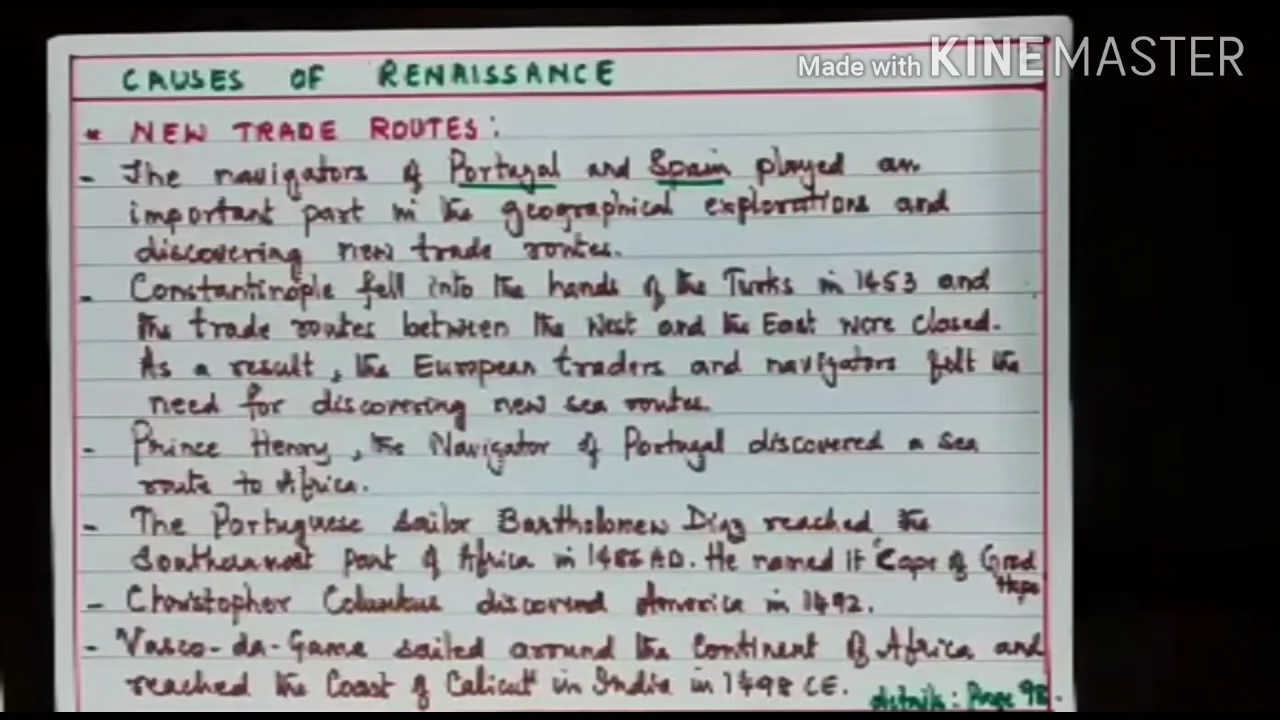 Made with KINEMASTER
CAUSES OF RENAISSANCE
* NEW TRADE ROUTES:
- The navigators of Portugal and Spain played an
important part in the geographical explorations and
discovering new trade routes.
- Constantinople fell into the hands of the Turks in 1453 and
the trade routes between the West and the East were closed.
As a result, the European traders and navigators felt the
need for discovering new sea routes.
- Prince Henry, the Navigator of Portugal discovered a sea
route to Africa.
- The Portuguese sailor Bartholomew Diaz reached the
Southernmost part of Africa in 1486 AD. He named it Cape of Good
Hope
- Christopher Columbus discovered America in 1492.
- Vasco-da-Gama sailed around the Continent of Africa and
reached the Coast of Calicut in India in 1498 CE.
details: Page 98.